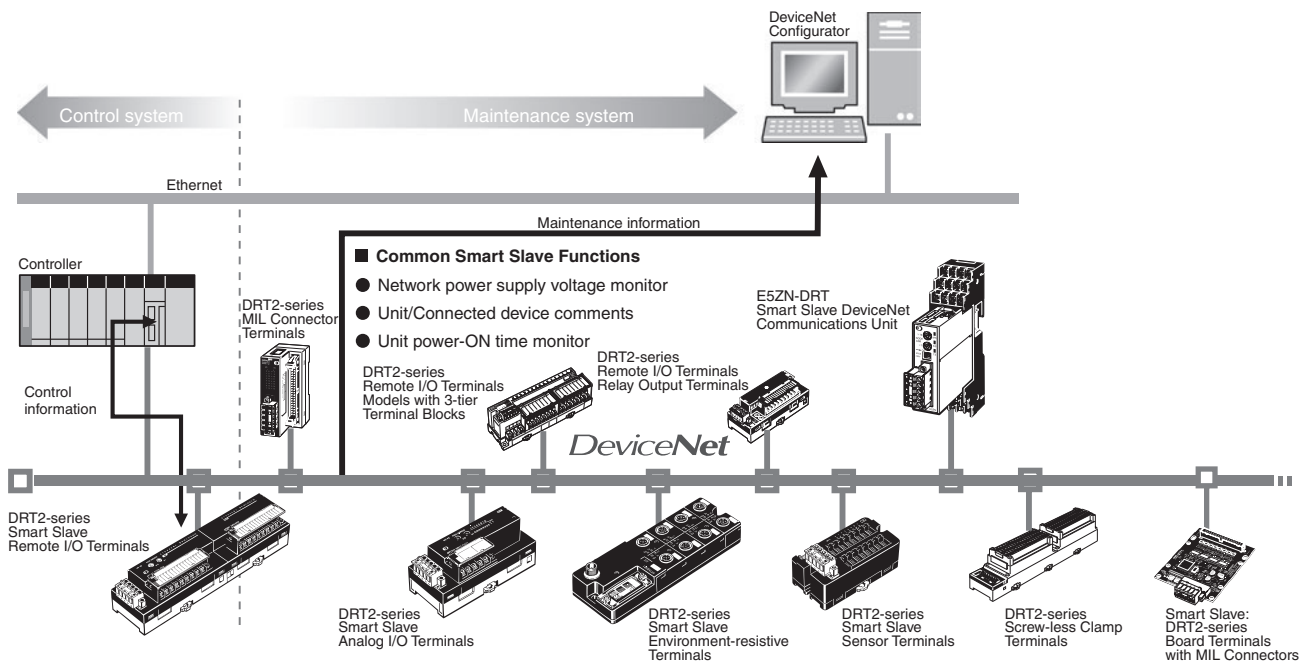 DeviceNet
Configurator
Control system
Maintenance system
Ethernet
Maintenance information
■ Common Smart Slave Functions
● Network power supply voltage monitor
● Unit/Connected device comments
● Unit power-ON time monitor
Controller
DRT2-series
MIL Connector
Terminals
E5ZN-DRT
Smart Slave DeviceNet
Communications Unit
Control
information
DRT2-series
Remote I/O Terminals
Models with 3-tier
Terminal Blocks
DRT2-series
Remote I/O Terminals
Relay Output Terminals
DeviceNet
DRT2-series
Smart Slave
Remote I/O Terminals
DRT2-series
Smart Slave
Analog I/O Terminals
DRT2-series
Smart Slave
Environment-resistive
Terminals
DRT2-series
Smart Slave
Sensor Terminals
DRT2-series
Screw-less Clamp
Terminals
Smart Slave:
DRT2-series
Board Terminals
with MIL Connectors